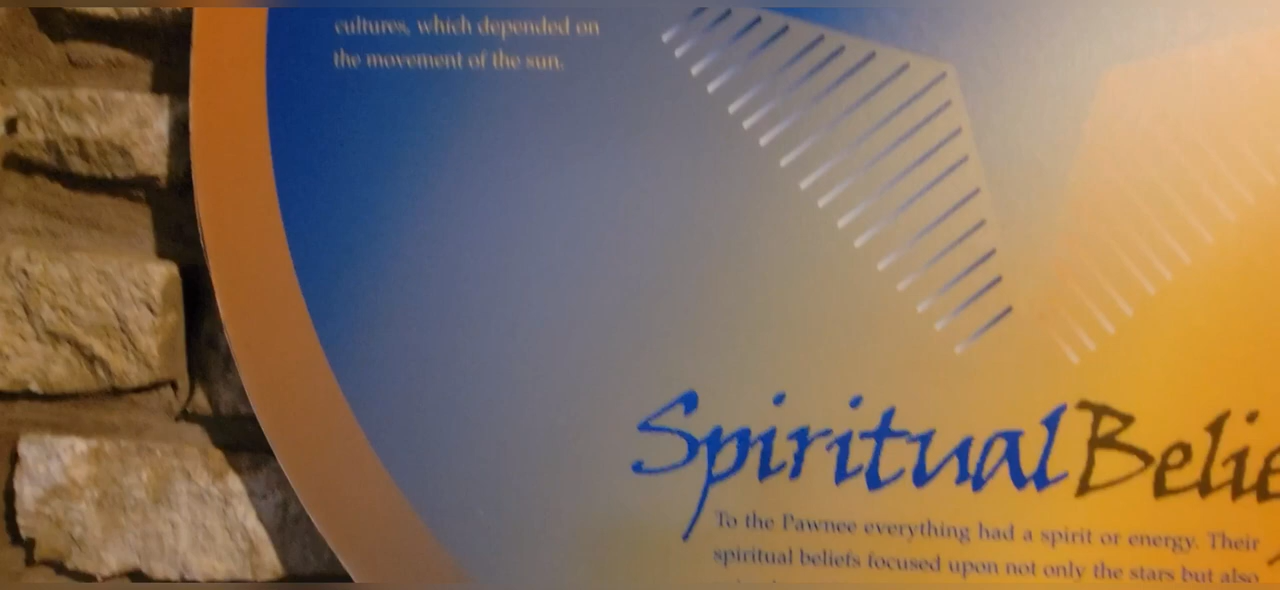 cultures, which depended on
the movement of the sun.
Spiritual Belie
To the Pawnee everything had a spirit or energy. Their
spiritual beliefs focused upon not only the stars but also